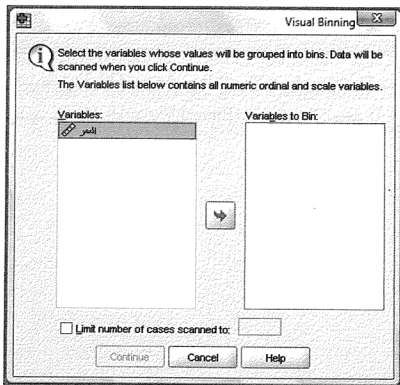 Visual Binning
Select the variables whose values will be grouped into bins. Data will be
scanned when you click Continue.
The Variables list below contains all numeric ordinal and scale variables.
Variables:
Variables to Bin:
العمر
Limit number of cases scanned to:
Continue
Cancel
Help